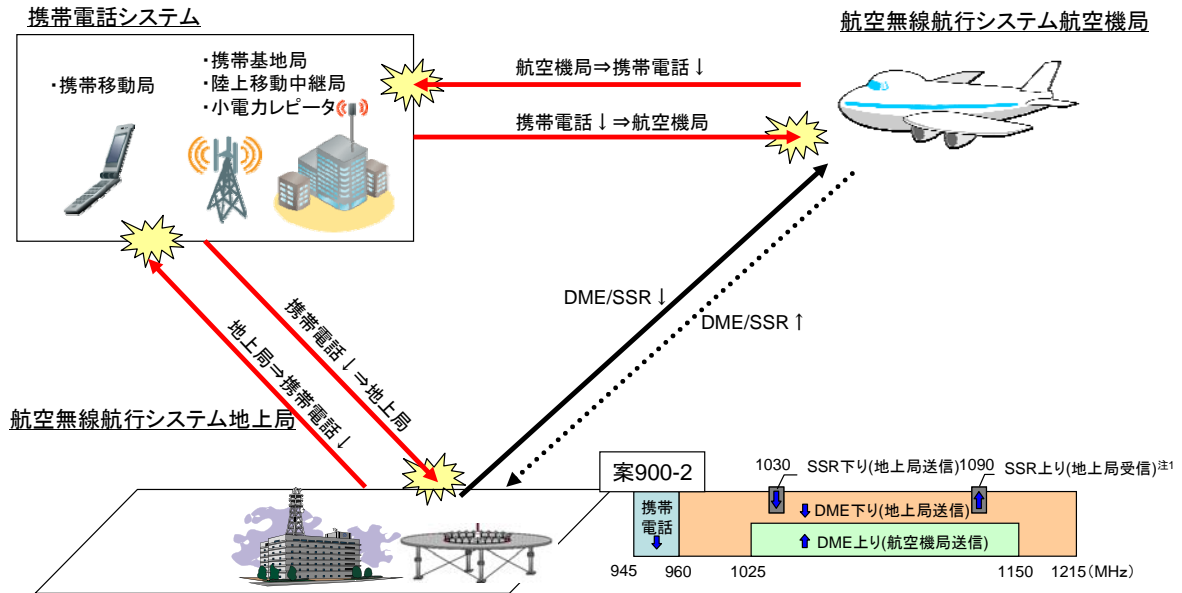 携帯電話システム
航空無線航行システム航空機局
・携帯移動局
・携帯基地局
・陸上移動中継局
・小電力レピータ
航空機局⇒携帯電話↓
携帯電話↓⇒航空機局
DME/SSR↓
DME/SSR↑
携帯電話↓⇒地上局
地上局⇒携帯電話↓
航空無線航行システム地上局
案900-2
1030 SSR下り(地上局送信)
1090 SSR上り(地上局受信)注1
携帯
電話
↓
↓DME下り(地上局送信)
↑DME上り(航空機局送信)
945 960 1025 1150 1215(MHz)